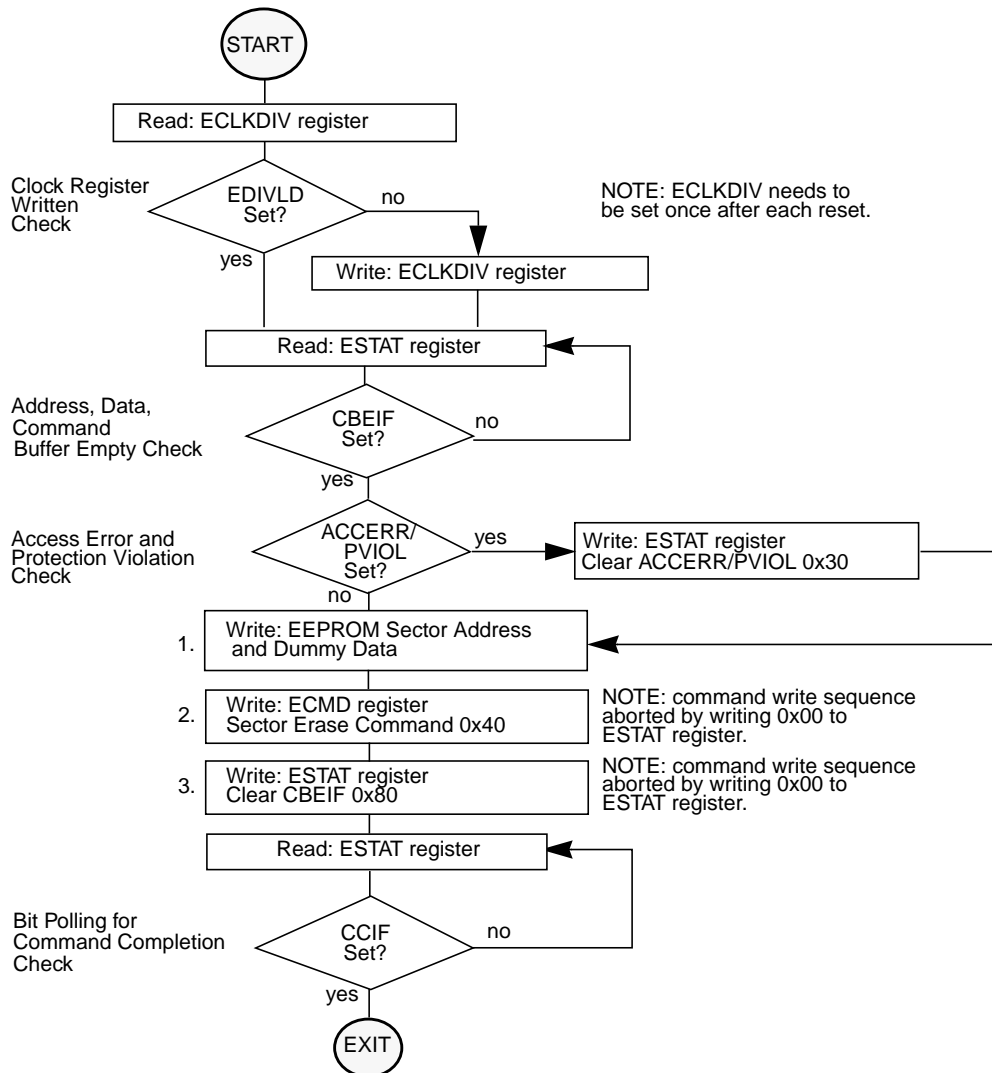 START
Read: ECLKDIV register
Clock Register
Written
Check
EDIVLD
Set?
no
yes
NOTE: ECLKDIV needs to
be set once after each reset.
Write: ECLKDIV register
Read: ESTAT register
Address, Data,
Command
Buffer Empty Check
CBEIF
Set?
no
yes
Access Error and
Protection Violation
Check
ACCERR/
PVIOL
Set?
yes
no
Write: ESTAT register
Clear ACCERR/PVIOL 0x30
1.
Write: EEPROM Sector Address
and Dummy Data
2.
Write: ECMD register
Sector Erase Command 0x40
NOTE: command write sequence
aborted by writing 0x00 to
ESTAT register.
3.
Write: ESTAT register
Clear CBEIF 0x80
NOTE: command write sequence
aborted by writing 0x00 to
ESTAT register.
Read: ESTAT register
Bit Polling for
Command Completion
Check
CCIF
Set?
no
yes
EXIT